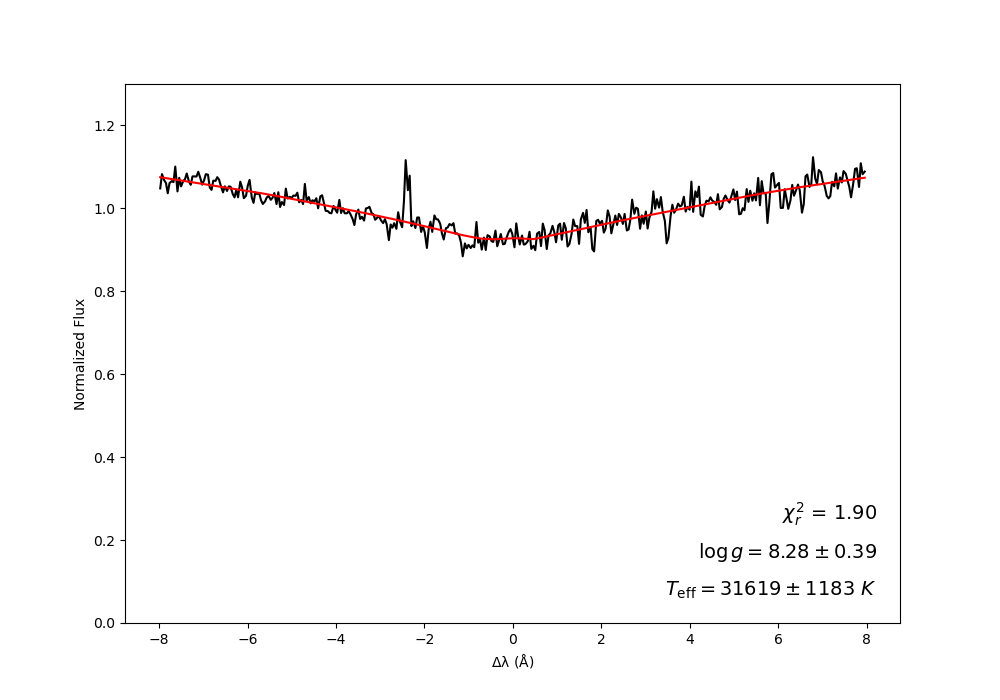 1.2
1.0
0.8
0.6
0.4
0.2
0.0
Normalized Flux
χ²ᵣ = 1.90
log g = 8.28 ± 0.39
T_eff = 31619 ± 1183 K
−8 −6 −4 −2 0 2 4 6 8
Δλ (Å)